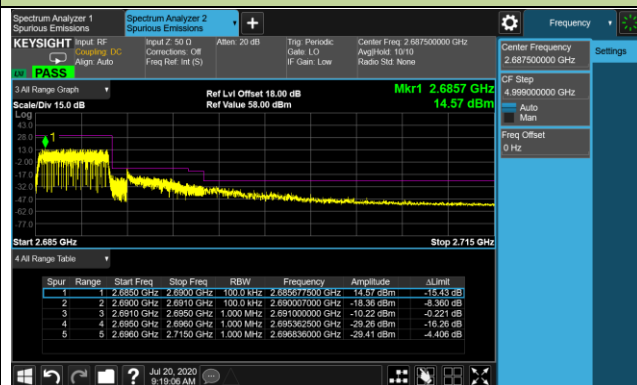 Spectrum Analyzer 1
Spurious Emissions
Spectrum Analyzer 2
Spurious Emissions
Frequency
KEYSIGHT
Input: RF
Coupling: DC
Align: Auto
Input Z: 50 Ω
Corrections: Off
Freq Ref: Int (S)
Atten: 20 dB
Trig: Periodic
Gate: LO
IF Gain: Low
Center Freq: 2.687500000 GHz
Avg|Hold: 10/10
Radio Std: None
PASS
Center Frequency
2.687500000 GHz
Settings
CF Step
4.999000000 GHz
Auto
Man
Freq Offset
0 Hz
3 All Range Graph
Scale/Div 15.0 dB
Ref Lvl Offset 18.00 dB
Ref Value 58.00 dBm
Mkr1 2.6857 GHz
14.57 dBm
Log
43.0
28.0
13.0
-2.00
-17.0
-32.0
-47.0
-62.0
-77.0
1
Start 2.685 GHz
Stop 2.715 GHz
4 All Range Table
Spur Range Start Freq Stop Freq RBW Frequency Amplitude ΔLimit
1 1 2.6850 GHz 2.6900 GHz 100.0 kHz 2.685677500 GHz 14.57 dBm -15.43 dB
2 2 2.6900 GHz 2.6910 GHz 100.0 kHz 2.690007000 GHz -18.36 dBm -8.360 dB
3 3 2.6910 GHz 2.6950 GHz 1.000 MHz 2.691000000 GHz -10.22 dBm -0.221 dB
4 4 2.6950 GHz 2.6960 GHz 1.000 MHz 2.695362500 GHz -29.26 dBm -16.26 dB
5 5 2.6960 GHz 2.7150 GHz 1.000 MHz 2.696836000 GHz -29.41 dBm -4.406 dB
Jul 20, 2020
9:19:06 AM